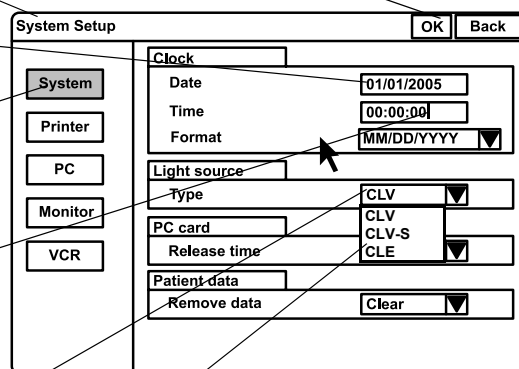 System Setup OK Back
Clock
System Date 01/01/2005
Time 00:00:00
Printer Format MM/DD/YYYY
PC Light source
Type CLV
Monitor CLV
PC card CLV-S
VCR Release time CLE
Patient data
Remove data Clear